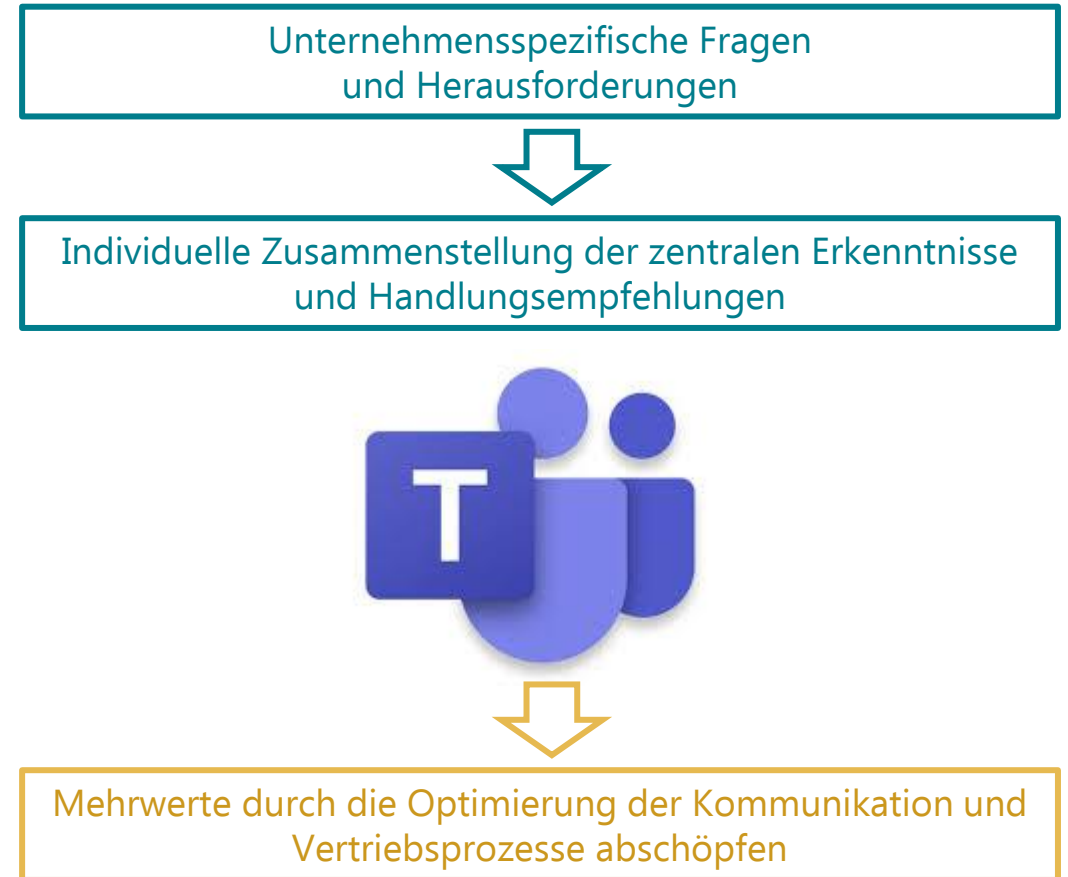 Unternehmensspezifische Fragen
und Herausforderungen
Individuelle Zusammenstellung der zentralen Erkenntnisse
und Handlungsempfehlungen
T
Mehrwerte durch die Optimierung der Kommunikation und
Vertriebsprozesse abschöpfen